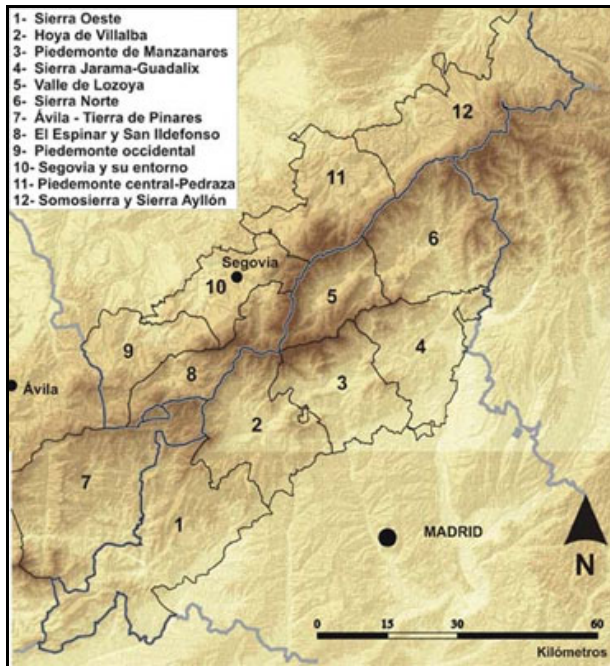 1- Sierra Oeste
2- Hoya de Villalba
3- Piedemonte de Manzanares
4- Sierra Jarama-Guadalix
5- Valle de Lozoya
6- Sierra Norte
7- Ávila - Tierra de Pinares
8- El Espinar y San Ildefonso
9- Piedemonte occidental
10- Segovia y su entorno
11- Piedemonte central-Pedraza
12- Somosierra y Sierra Ayllón
12
11
6
Segovia
10
5
9
8
4
3
Ávila
2
7
1
MADRID
N
0 15 30 60
Kilómetros